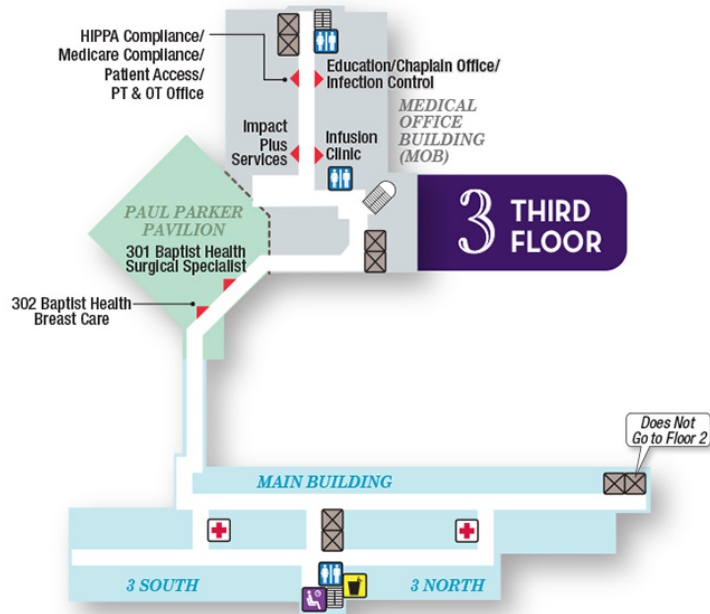 HIPPA Compliance/
Medicare Compliance/
Patient Access/
PT & OT Office
Education/Chaplain Office/
Infection Control
MEDICAL
OFFICE
BUILDING
(MOB)
Impact
Plus
Services
Infusion
Clinic
3 THIRD
FLOOR
PAUL PARKER
PAVILION
301 Baptist Health
Surgical Specialist
302 Baptist Health
Breast Care
Does Not
Go to Floor 2
MAIN BUILDING
3 SOUTH
3 NORTH